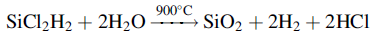 SiCl₂H₂ + 2H₂O –900°C→ SiO₂ + 2H₂ + 2HCl